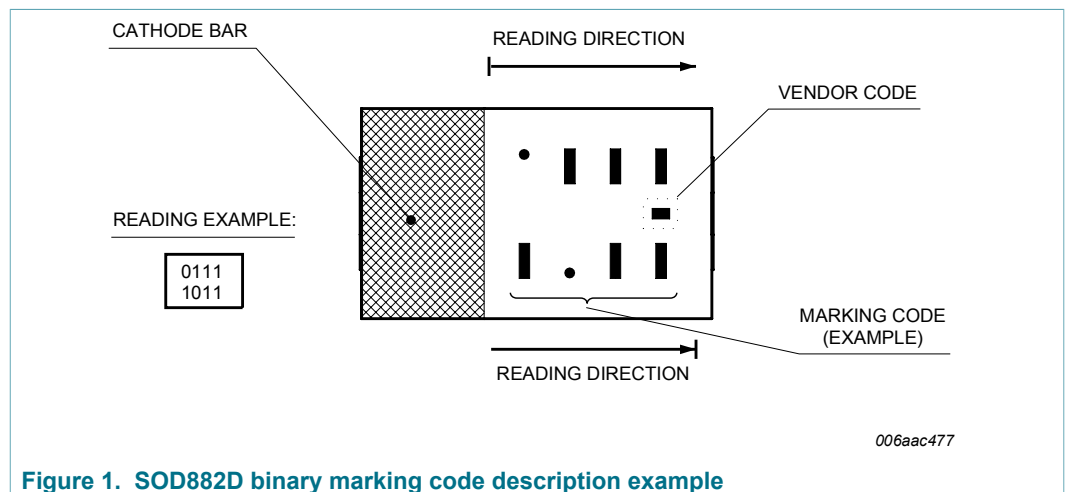 CATHODE BAR
READING DIRECTION
VENDOR CODE
READING EXAMPLE:
0111
1011
MARKING CODE
(EXAMPLE)
READING DIRECTION
006aac477
Figure 1. SOD882D binary marking code description example